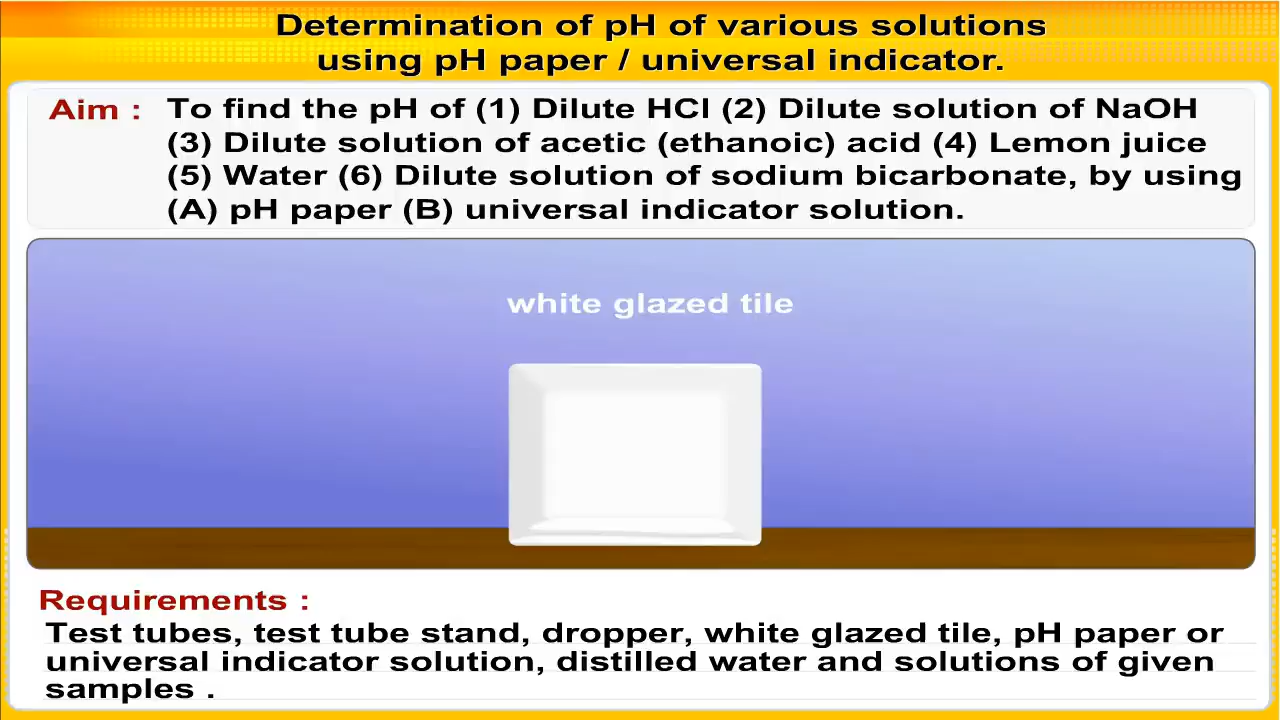 Determination of pH of various solutions
using pH paper / universal indicator.
Aim : To find the pH of (1) Dilute HCl (2) Dilute solution of NaOH
(3) Dilute solution of acetic (ethanoic) acid (4) Lemon juice
(5) Water (6) Dilute solution of sodium bicarbonate, by using
(A) pH paper (B) universal indicator solution.
white glazed tile
Requirements :
Test tubes, test tube stand, dropper, white glazed tile, pH paper or
universal indicator solution, distilled water and solutions of given
samples .